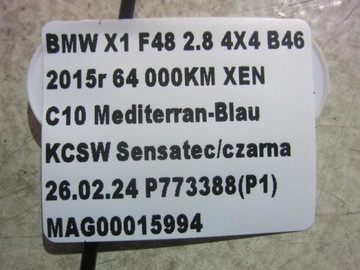 BMW X1 F48 2.8 4X4 B46
2015r 64 000KM XEN
C10 Mediterran-Blau
KCSW Sensatec/czarna
26.02.24 P773388(P1)
MAG00015994